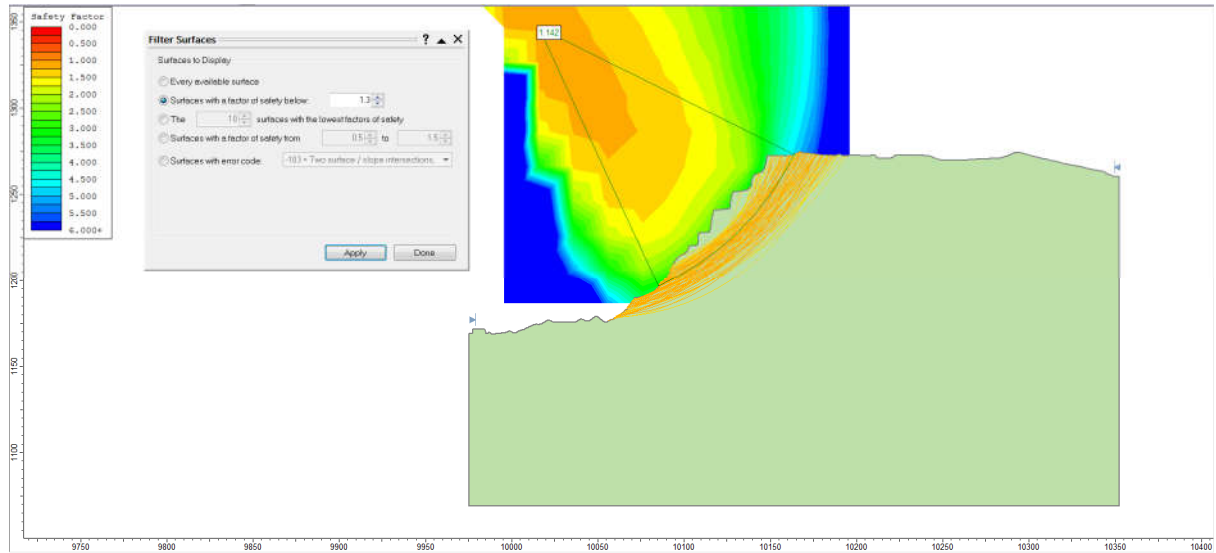 Safety Factor
0.000
0.500
1.000
1.500
2.000
2.500
3.000
3.500
4.000
4.500
5.000
5.500
6.000+
Filter Surfaces ? X
Surfaces to Display
Every available surface
Surfaces with a factor of safety below: 1.3
The 10 surfaces with the lowest factors of safety
Surfaces with a factor of safety from 0.5 to 1.5
Surfaces with error code: -103 = Two surface / slope intersections,
Apply Done
1.142
1350
1300
1250
1200
1150
1100
9750 9800 9850 9900 9950 10000 10050 10100 10150 10200 10250 10300 10350 10400